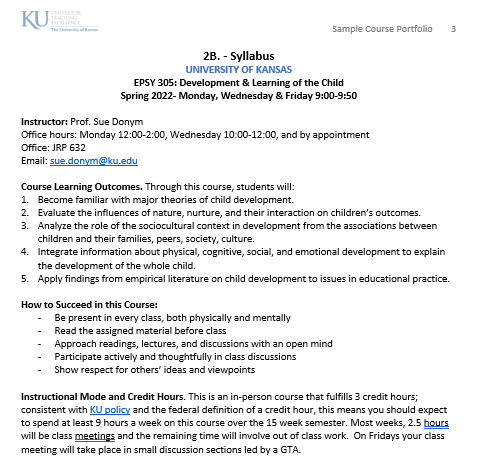 KU
CENTER FOR
TEACHING
EXCELLENCE
The University of Kansas
Sample Course Portfolio 3
2B. - Syllabus
UNIVERSITY OF KANSAS
EPSY 305: Development & Learning of the Child
Spring 2022- Monday, Wednesday & Friday 9:00-9:50
Instructor: Prof. Sue Donym
Office hours: Monday 12:00-2:00, Wednesday 10:00-12:00, and by appointment
Office: JRP 632
Email: sue.donym@ku.edu
Course Learning Outcomes. Through this course, students will:
1. Become familiar with major theories of child development.
2. Evaluate the influences of nature, nurture, and their interaction on children's outcomes.
3. Analyze the role of the sociocultural context in development from the associations between
children and their families, peers, society, culture.
4. Integrate information about physical, cognitive, social, and emotional development to explain
the development of the whole child.
5. Apply findings from empirical literature on child development to issues in educational practice.
How to Succeed in this Course:
- Be present in every class, both physically and mentally
- Read the assigned material before class
- Approach readings, lectures, and discussions with an open mind
- Participate actively and thoughtfully in class discussions
- Show respect for others' ideas and viewpoints
Instructional Mode and Credit Hours. This is an in-person course that fulfills 3 credit hours;
consistent with KU policy and the federal definition of a credit hour, this means you should expect
to spend at least 9 hours a week on this course over the 15 week semester. Most weeks, 2.5 hours
will be class meetings and the remaining time will involve out of class work. On Fridays your class
meeting will take place in small discussion sections led by a GTA.